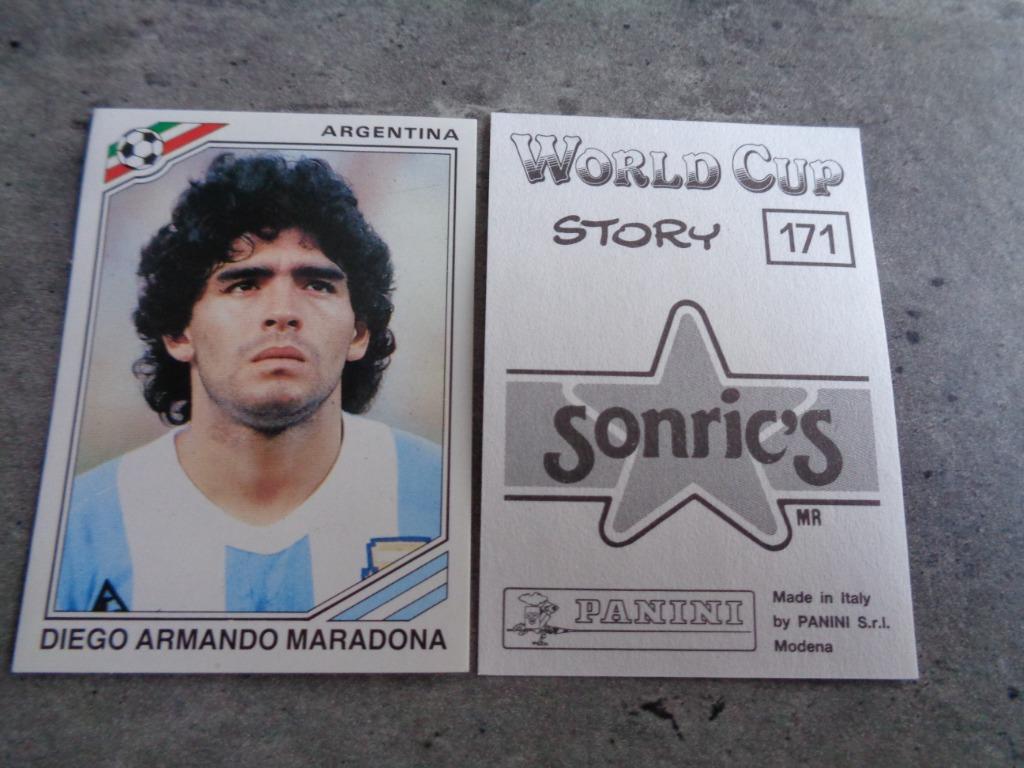 ARGENTINA
DIEGO ARMANDO MARADONA
WORLD CUP
STORY
171
sonric's
MR
PANINI
Made in Italy
by PANINI S.r.l.
Modena